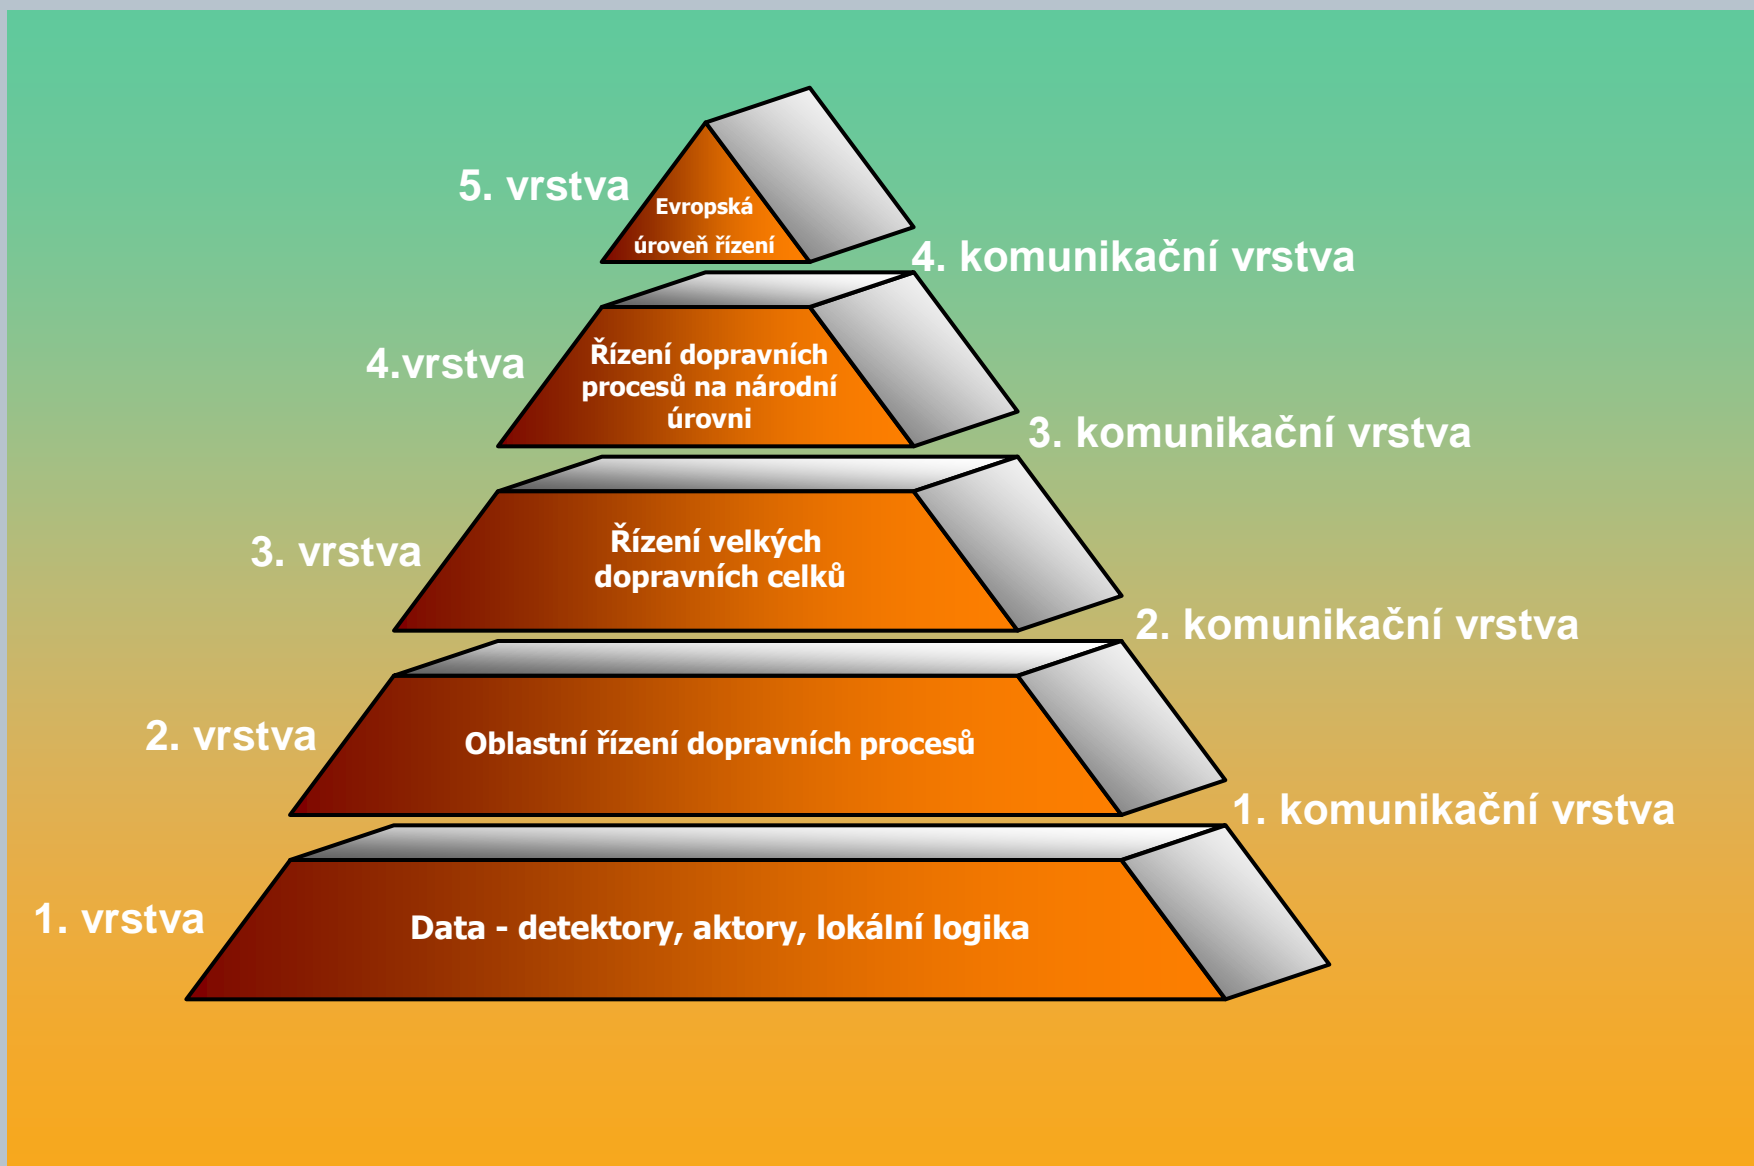 5. vrstva
Evropská
úroveň řízení
4. komunikační vrstva
4.vrstva
Řízení dopravních
procesů na národní
úrovni
3. komunikační vrstva
3. vrstva
Řízení velkých
dopravních celků
2. komunikační vrstva
2. vrstva
Oblastní řízení dopravních procesů
1. komunikační vrstva
1. vrstva
Data - detektory, aktory, lokální logika